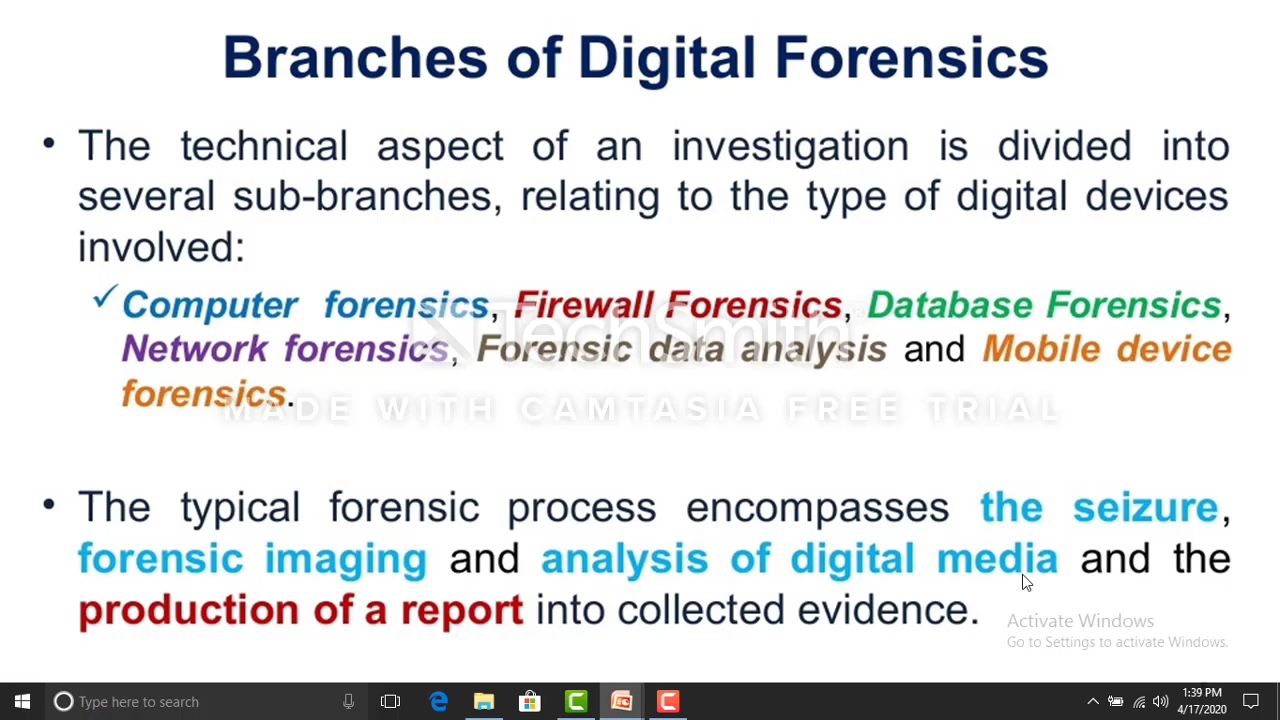 Branches of Digital Forensics
• The technical aspect of an investigation is divided into
several sub-branches, relating to the type of digital devices
involved:
✓Computer forensics, Firewall Forensics, Database Forensics,
Network forensics, Forensic data analysis and Mobile device
forensics.
TechSmith
MADE WITH CAMTASIA FREE TRIAL
• The typical forensic process encompasses the seizure,
forensic imaging and analysis of digital media and the
production of a report into collected evidence.
Activate Windows
Go to Settings to activate Windows.
Type here to search
1:39 PM
4/17/2020